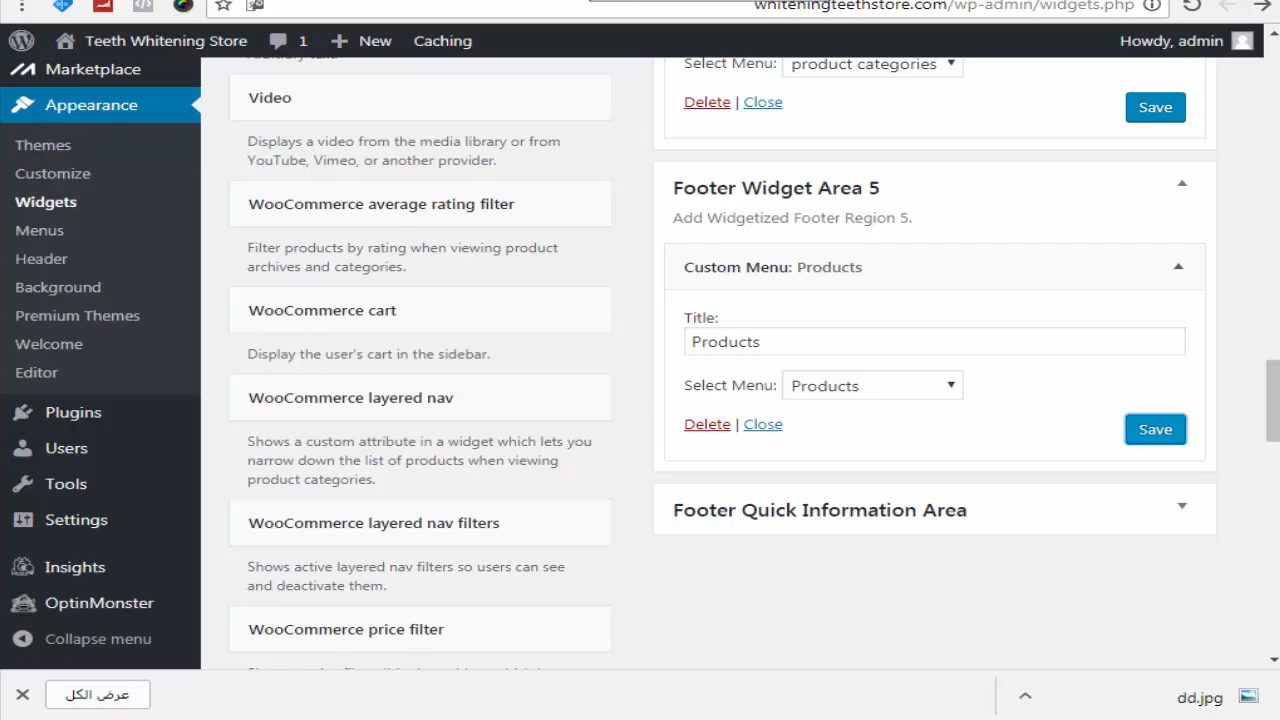 whiteningteethstore.com/wp-admin/widgets.php
Teeth Whitening Store 1 New Caching Howdy, admin
Marketplace
Appearance
Themes
Customize
Widgets
Menus
Header
Background
Premium Themes
Welcome
Editor
Plugins
Users
Tools
Settings
Insights
OptinMonster
Collapse menu
Video
Displays a video from the media library or from
YouTube, Vimeo, or another provider.
WooCommerce average rating filter
Filter products by rating when viewing product
archives and categories.
WooCommerce cart
Display the user's cart in the sidebar.
WooCommerce layered nav
Shows a custom attribute in a widget which lets you
narrow down the list of products when viewing
product categories.
WooCommerce layered nav filters
Shows active layered nav filters so users can see
and deactivate them.
WooCommerce price filter
Select Menu: product categories
Delete | Close
Save
Footer Widget Area 5
Add Widgetized Footer Region 5.
Custom Menu: Products
Title:
Products
Select Menu: Products
Delete | Close
Save
Footer Quick Information Area
عرض الكل
dd.jpg